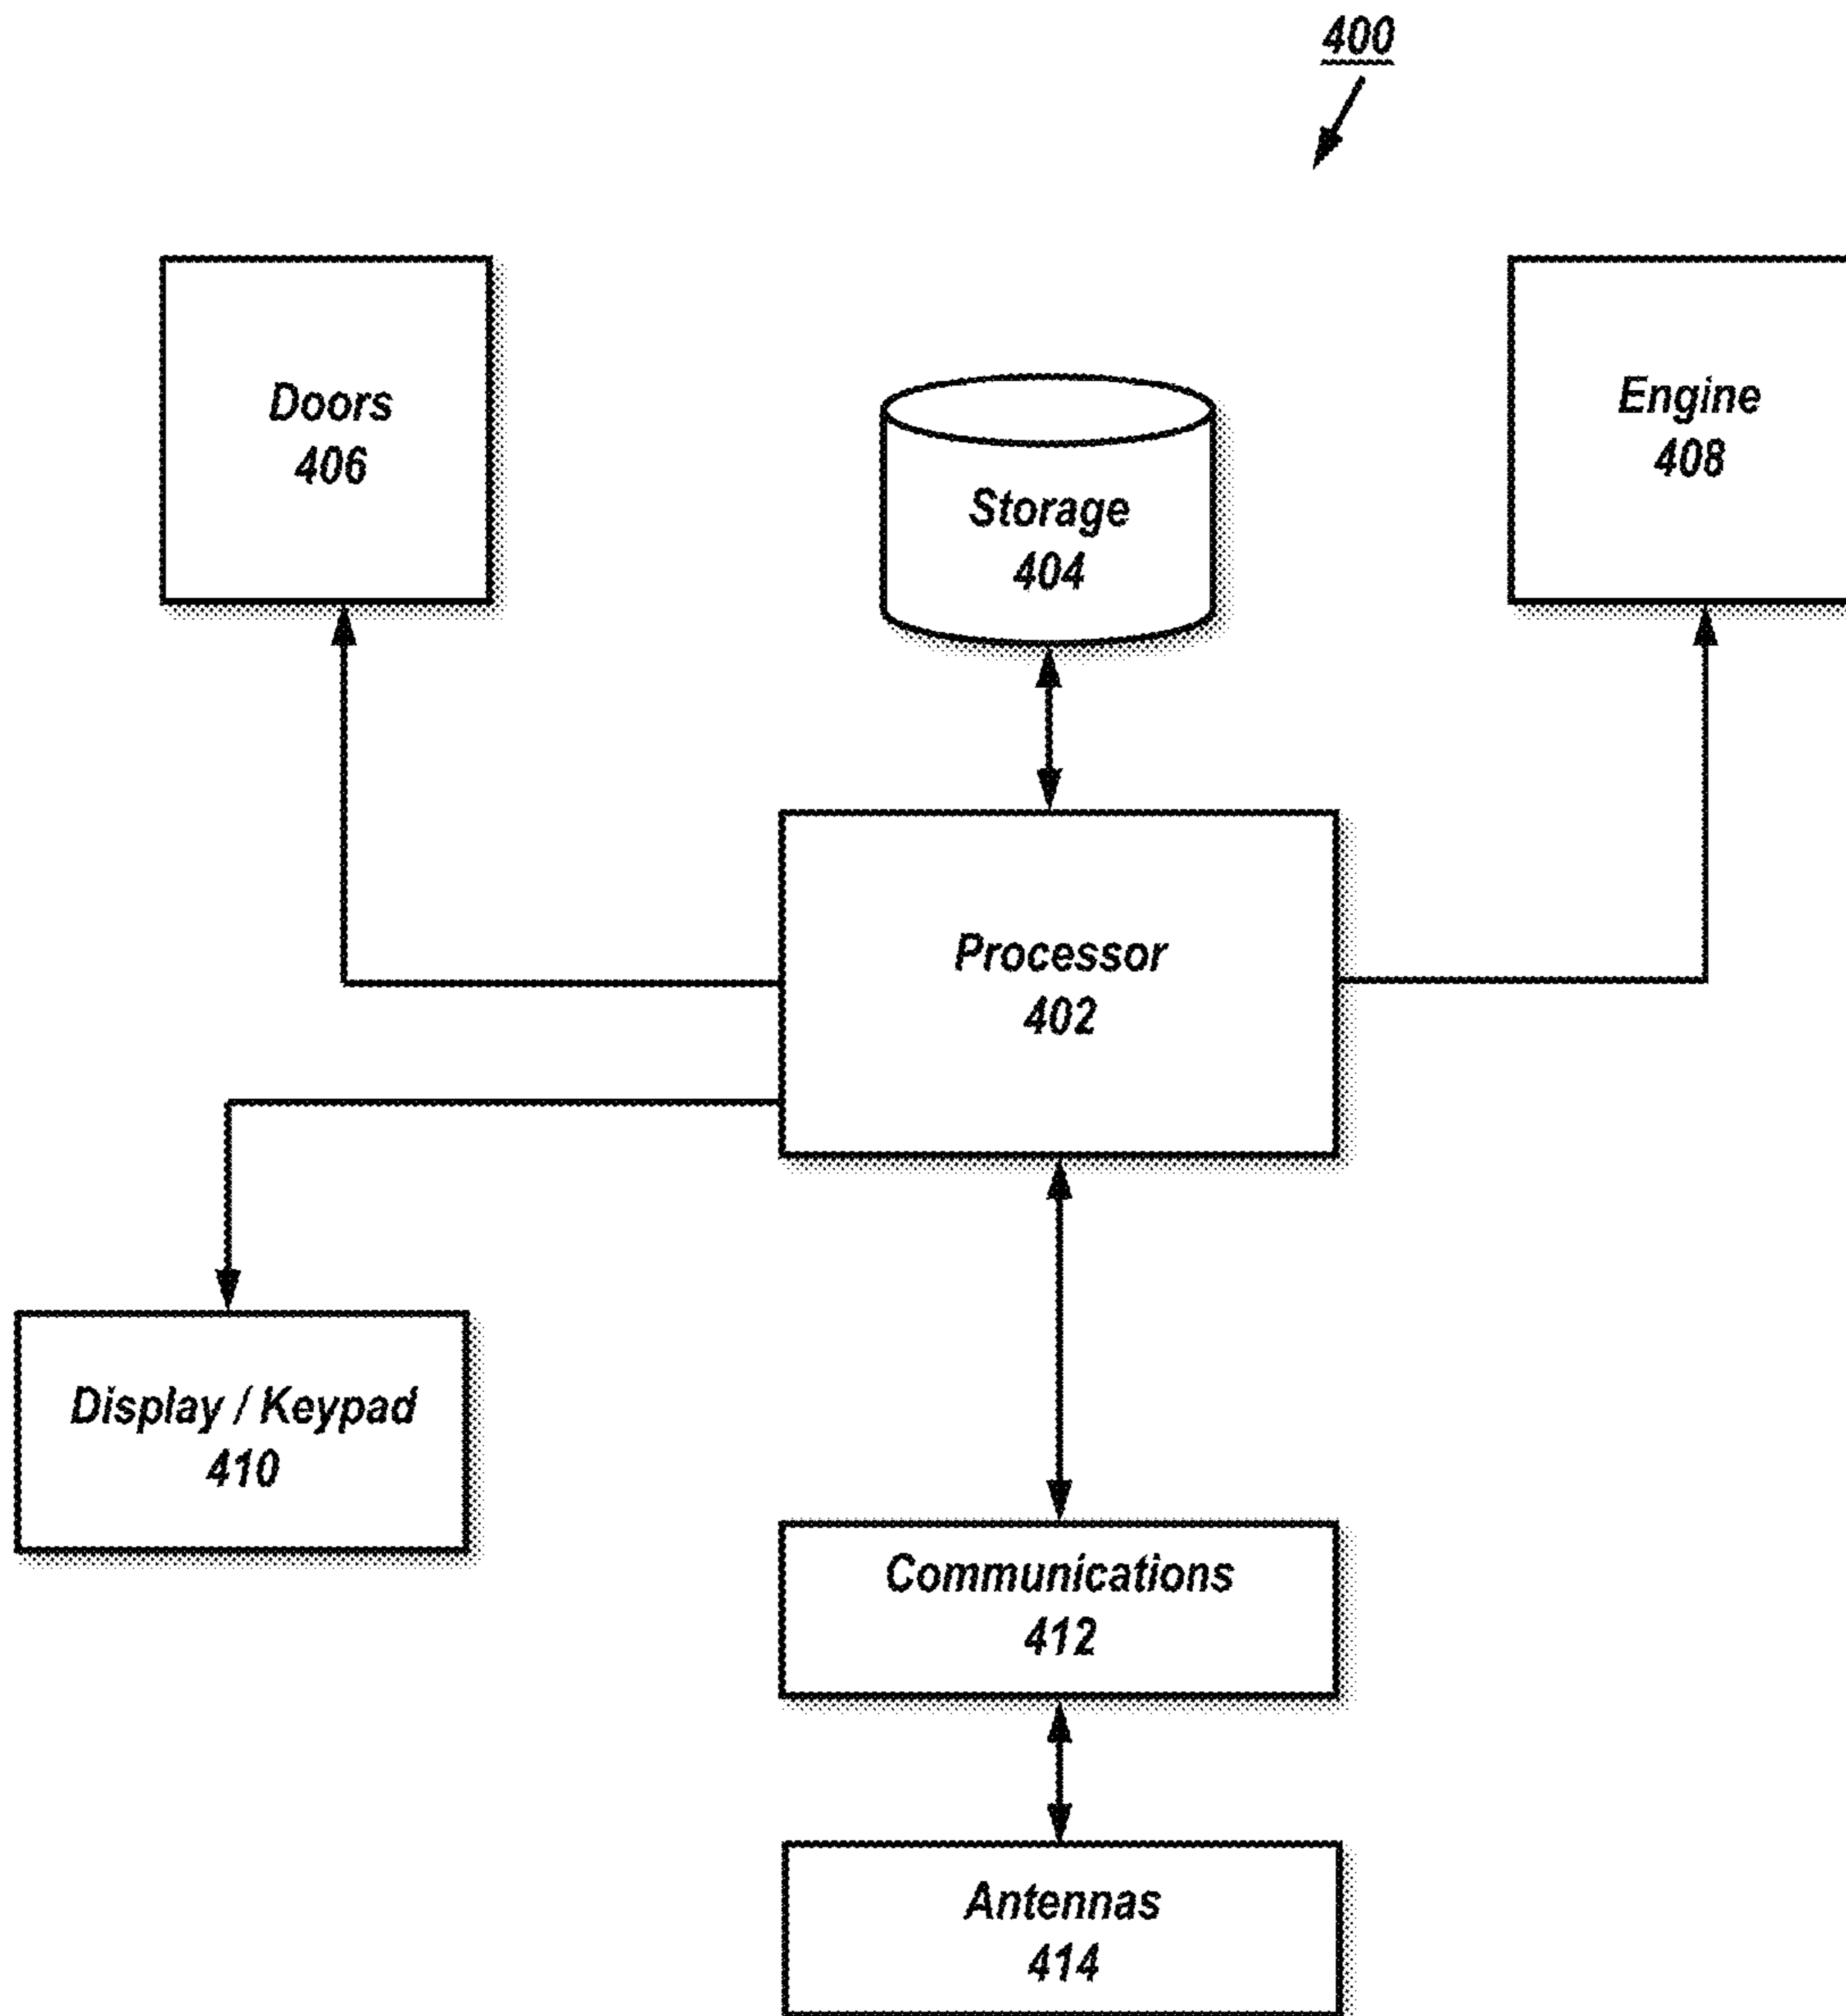 400
Doors
406
Storage
404
Engine
408
Processor
402
Display / Keypad
410
Communications
412
Antennas
414